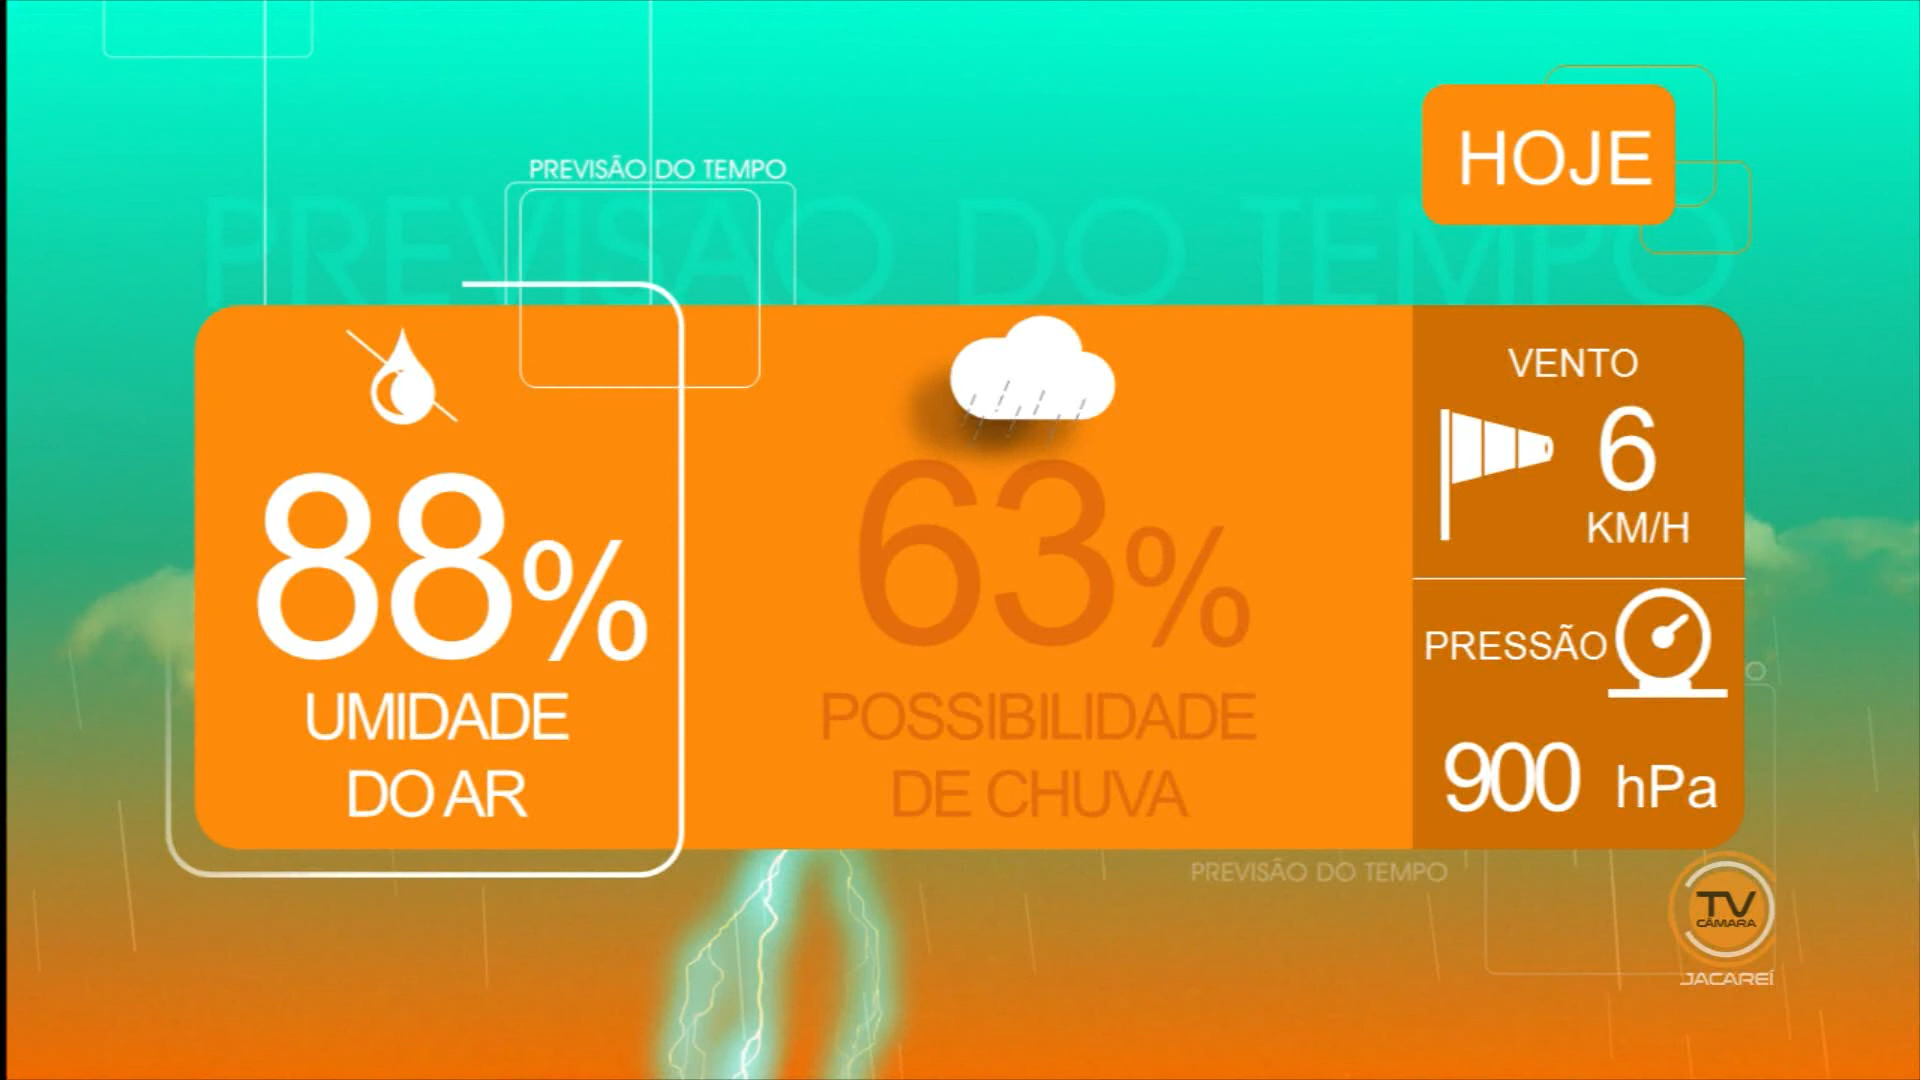 HOJE
PREVISÃO DO TEMPO
PREVISÃO DO TEMPO
88%
UMIDADE
DO AR
63%
POSSIBILIDADE
DE CHUVA
VENTO
6
KM/H
PRESSÃO
900 hPa
PREVISÃO DO TEMPO
TV
CÂMARA
JACAREÍ